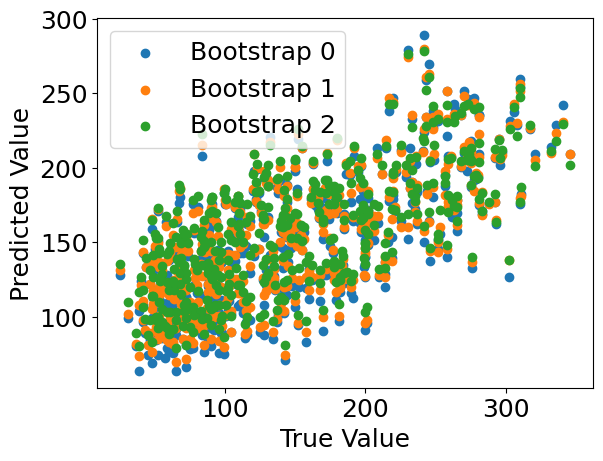 300
250
200
150
100
Predicted Value
Bootstrap 0
Bootstrap 1
Bootstrap 2
100 200 300
True Value